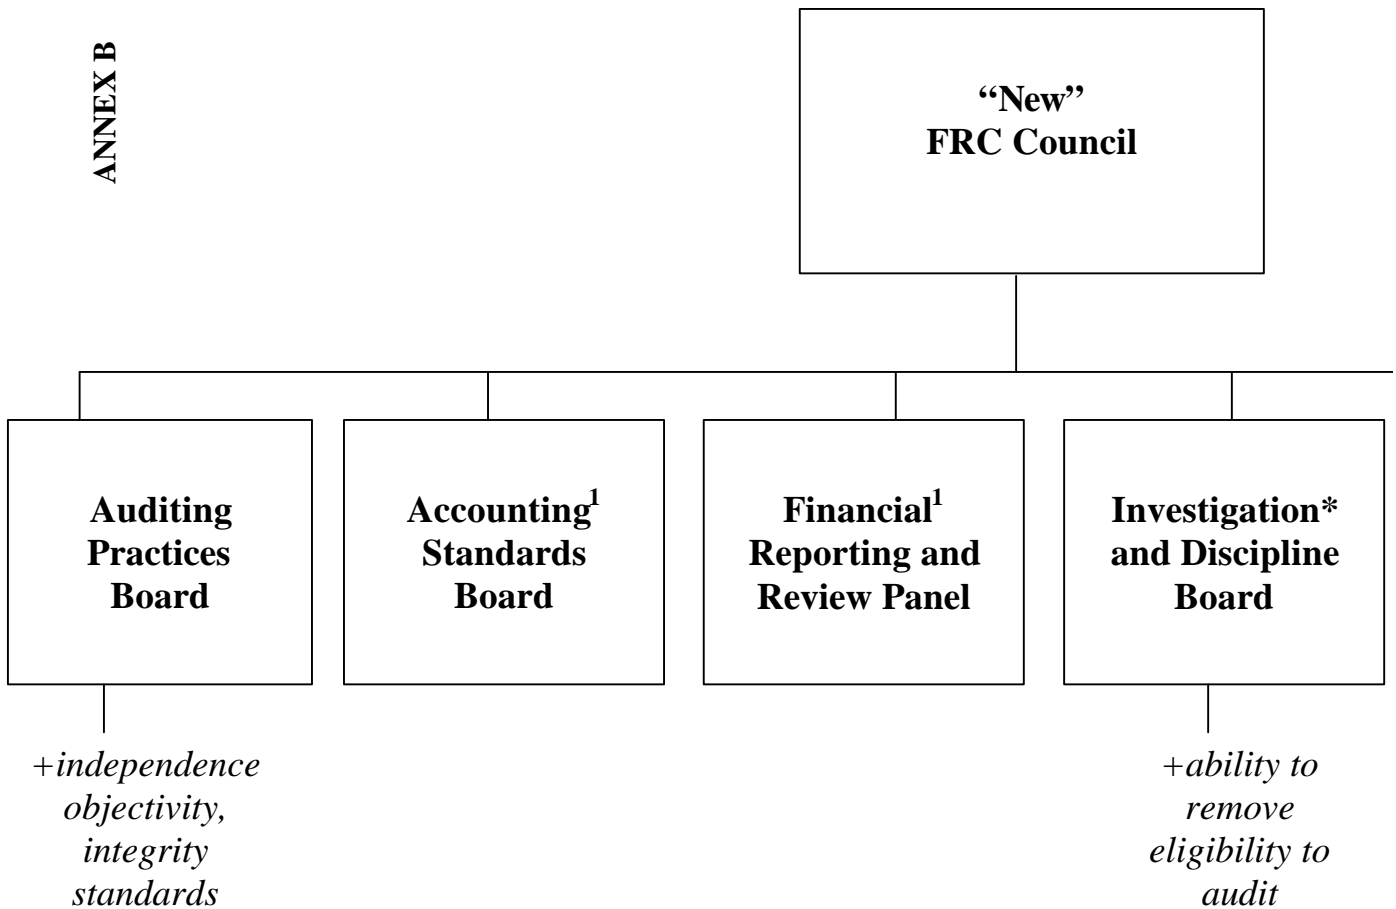 ANNEX B
“New”
FRC Council
Auditing
Practices
Board
Accounting¹
Standards
Board
Financial¹
Reporting and
Review Panel
Investigation*
and Discipline
Board
+independence
objectivity,
integrity
standards
+ability to
remove
eligibility to
audit